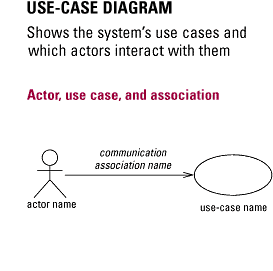 USE-CASE DIAGRAM
Shows the system's use cases and
which actors interact with them
Actor, use case, and association
communication
association name
actor name
use-case name